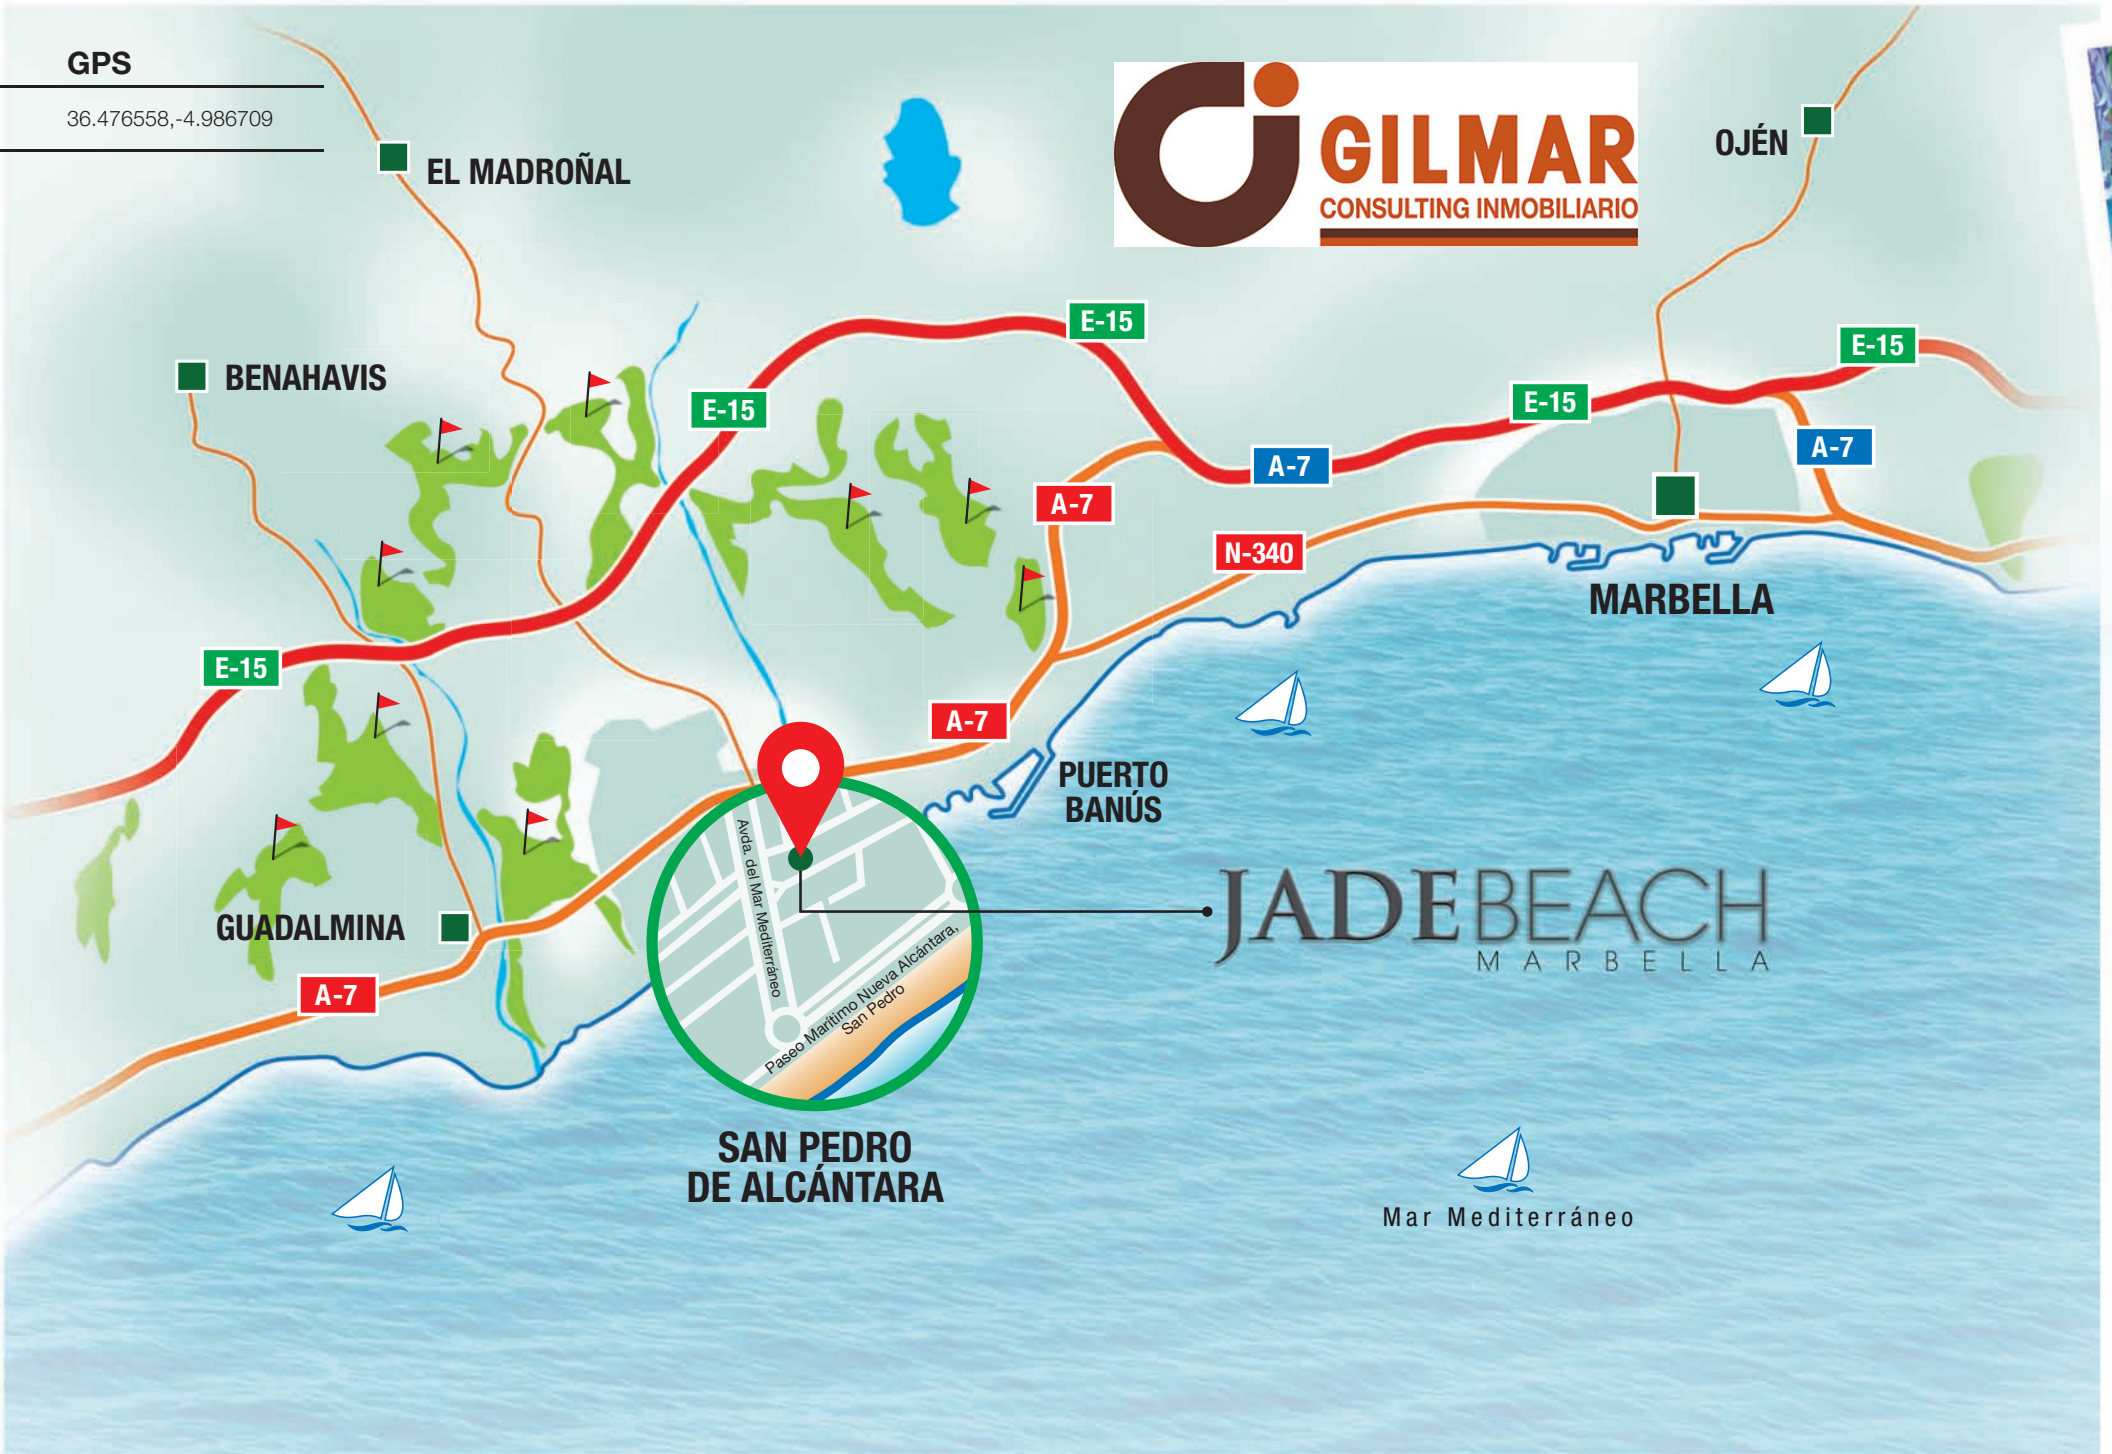 GPS
36.476558,-4.986709
EL MADROÑAL
GILMAR
CONSULTING INMOBILIARIO
OJÉN
E-15
E-15
BENAHAVIS
E-15
E-15
A-7
A-7
A-7
N-340
MARBELLA
E-15
A-7
PUERTO
BANÚS
Avda. del Mar Mediterráneo
JADEBEACH
MARBELLA
GUADALMINA
Paseo Marítimo Nueva Alcántara,
San Pedro
A-7
SAN PEDRO
DE ALCÁNTARA
Mar Mediterráneo